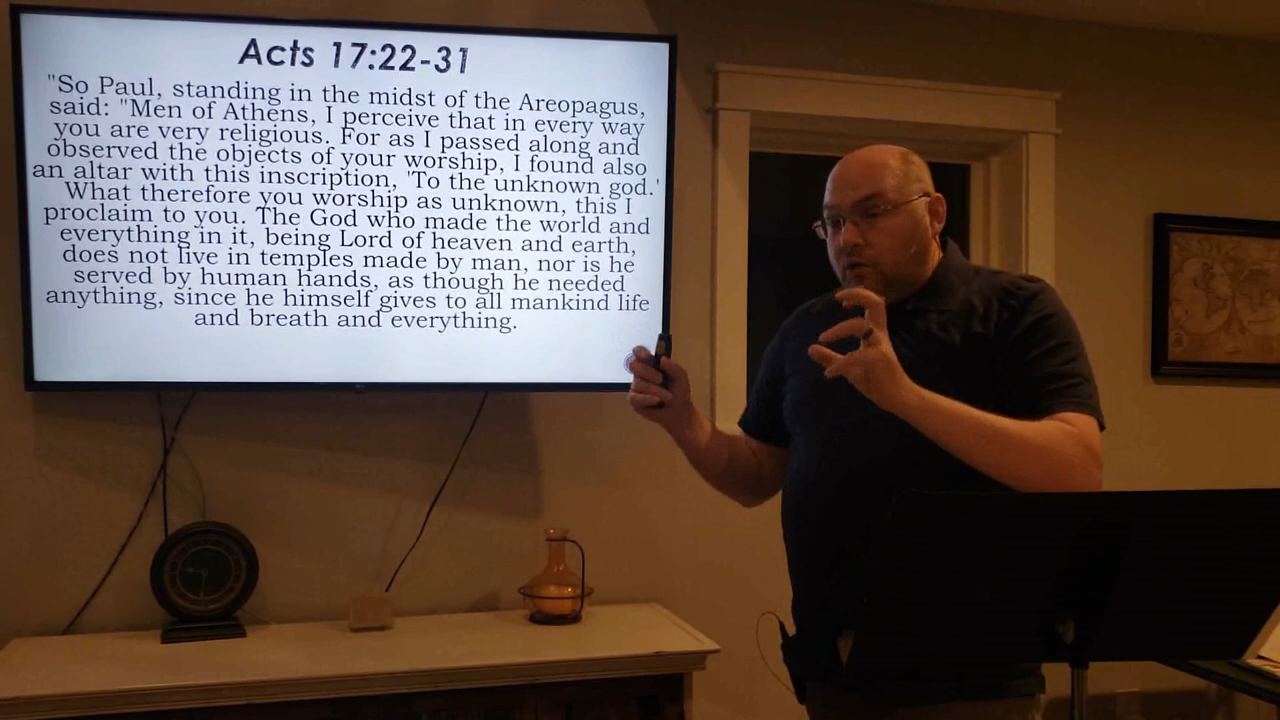 Acts 17:22-31
"So Paul, standing in the midst of the Areopagus,
said: "Men of Athens, I perceive that in every way
you are very religious. For as I passed along and
observed the objects of your worship, I found also
an altar with this inscription, 'To the unknown god.'
What therefore you worship as unknown, this I
proclaim to you. The God who made the world and
everything in it, being Lord of heaven and earth,
does not live in temples made by man, nor is he
served by human hands, as though he needed
anything, since he himself gives to all mankind life
and breath and everything.